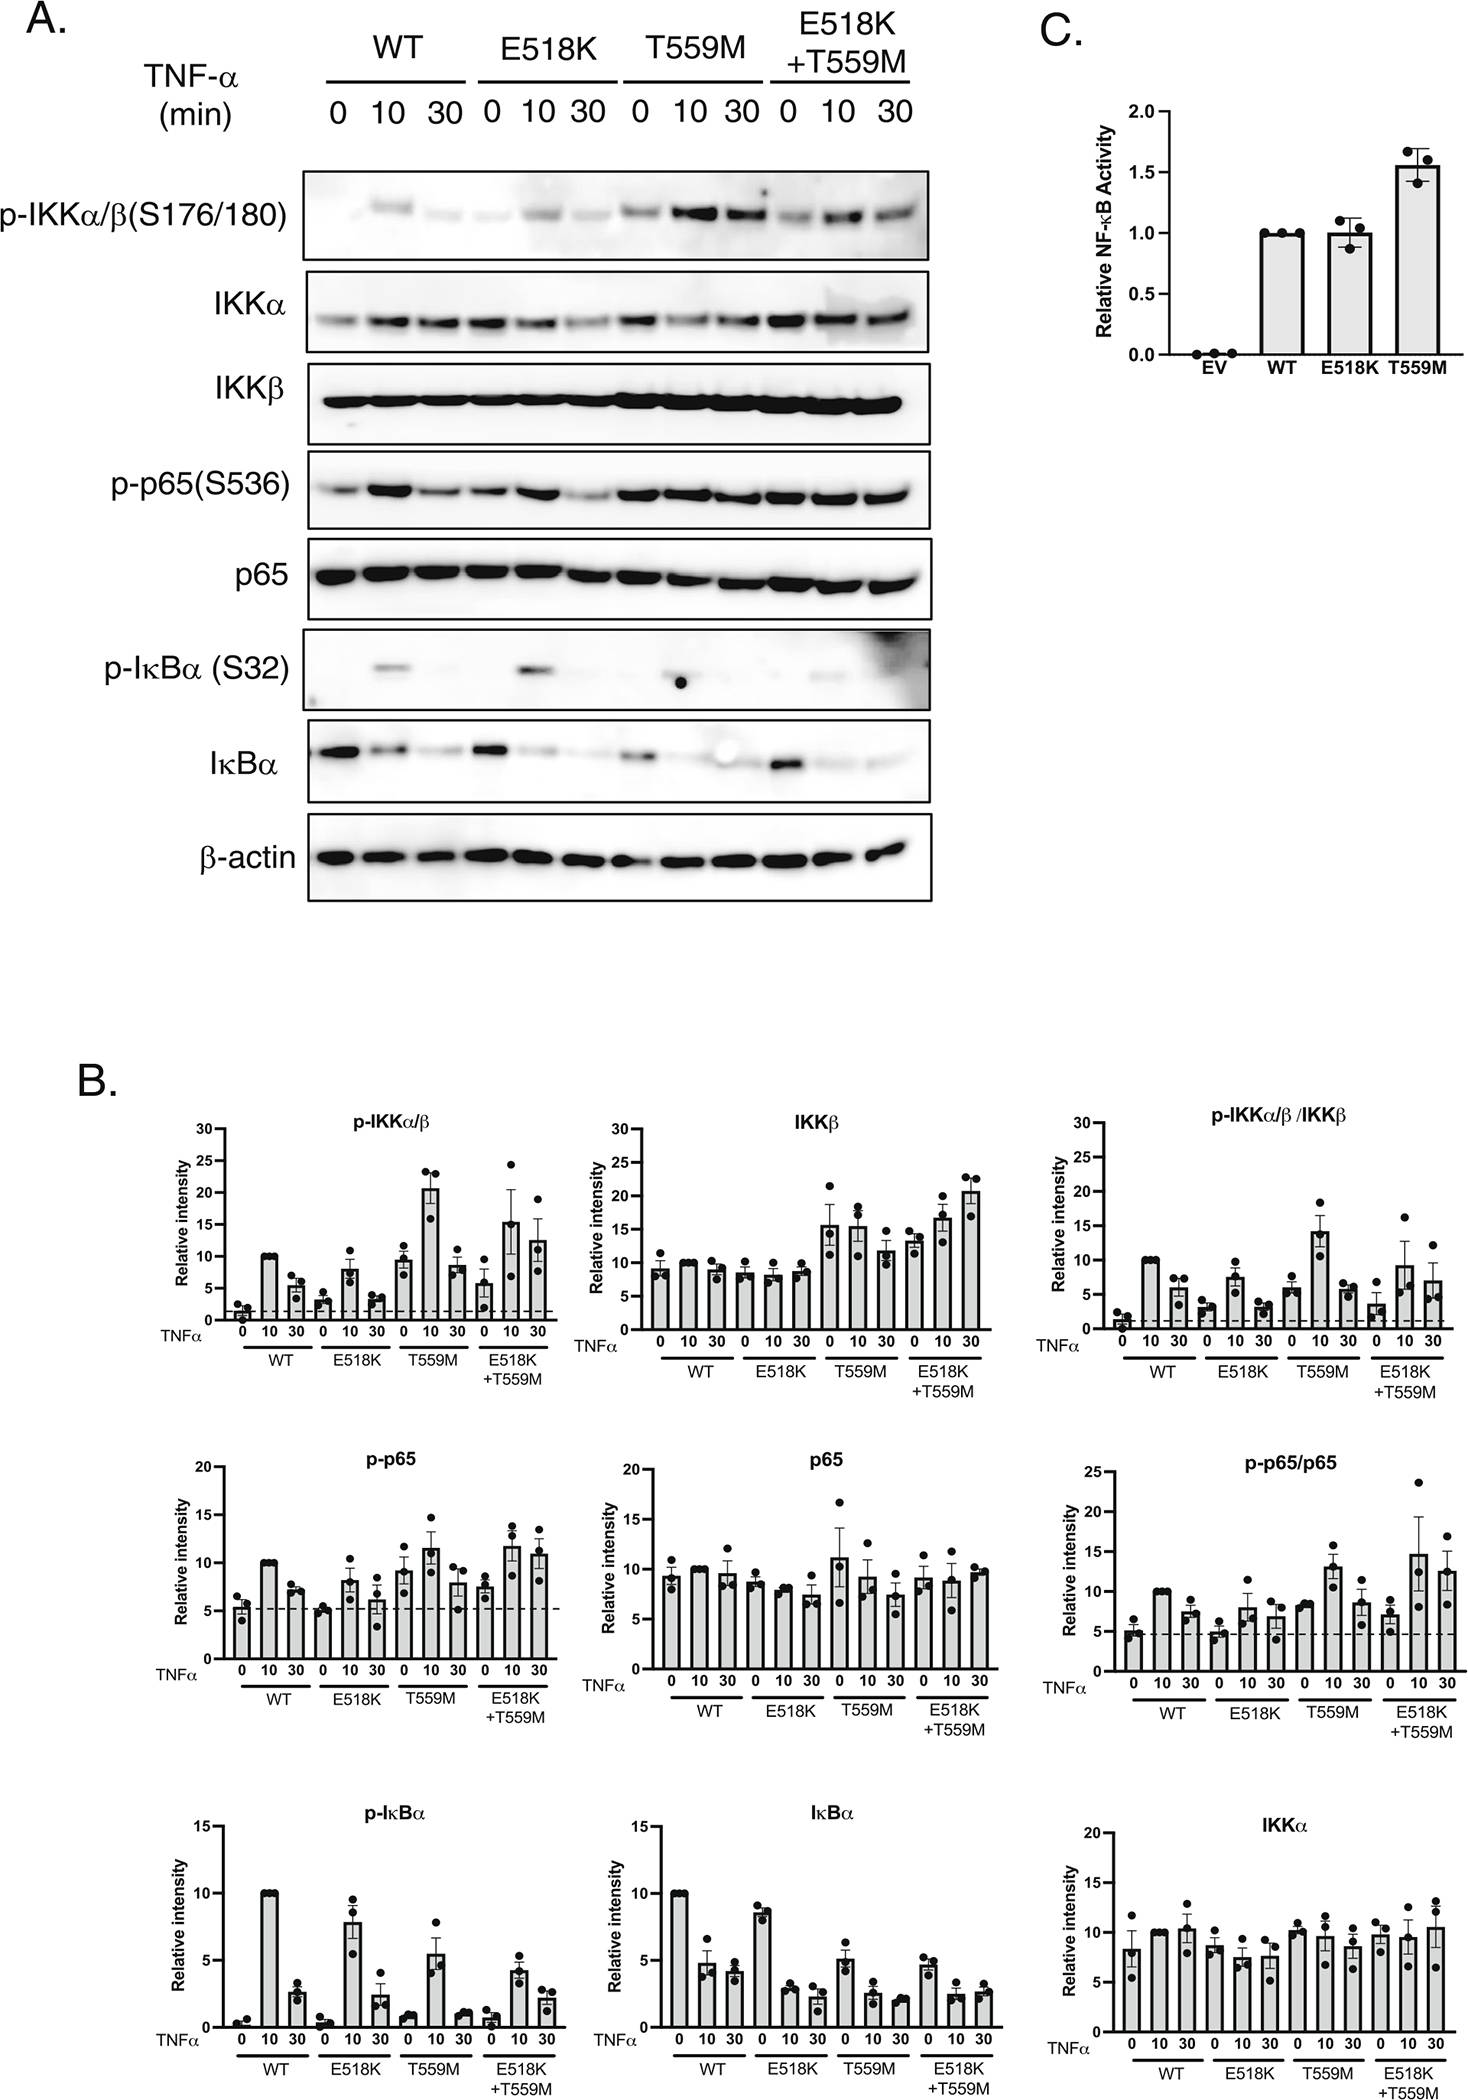 A.
WT
E518K
T559M
E518K
+T559M
TNF-α
(min)
0 10 30 0 10 30 0 10 30 0 10 30
p-IKKα/β(S176/180)
IKKα
IKKβ
p-p65(S536)
p65
p-IκBα (S32)
IκBα
β-actin
C.
Relative NF-κB Activity
2.0
1.5
1.0
0.5
0.0
EV WT E518K T559M
B.
p-IKKα/β
Relative intensity
30
25
20
15
10
5
0
TNFα
0 10 30 0 10 30 0 10 30 0 10 30
WT E518K T559M E518K
+T559M
IKKβ
Relative intensity
30
25
20
15
10
5
0
TNFα
0 10 30 0 10 30 0 10 30 0 10 30
WT E518K T559M E518K
+T559M
p-IKKα/β /IKKβ
Relative intensity
30
25
20
15
10
5
0
TNFα
0 10 30 0 10 30 0 10 30 0 10 30
WT E518K T559M E518K
+T559M
p-p65
Relative intensity
20
15
10
5
0
TNFα
0 10 30 0 10 30 0 10 30 0 10 30
WT E518K T559M E518K
+T559M
p65
Relative intensity
20
15
10
5
0
TNFα
0 10 30 0 10 30 0 10 30 0 10 30
WT E518K T559M E518K
+T559M
p-p65/p65
Relative intensity
25
20
15
10
5
0
TNFα
0 10 30 0 10 30 0 10 30 0 10 30
WT E518K T559M E518K
+T559M
p-IκBα
Relative intensity
15
10
5
0
TNFα
0 10 30 0 10 30 0 10 30 0 10 30
WT E518K T559M E518K
+T559M
IκBα
Relative intensity
15
10
5
0
TNFα
0 10 30 0 10 30 0 10 30 0 10 30
WT E518K T559M E518K
+T559M
IKKα
Relative intensity
20
15
10
5
0
TNFα
0 10 30 0 10 30 0 10 30 0 10 30
WT E518K T559M E518K
+T559M